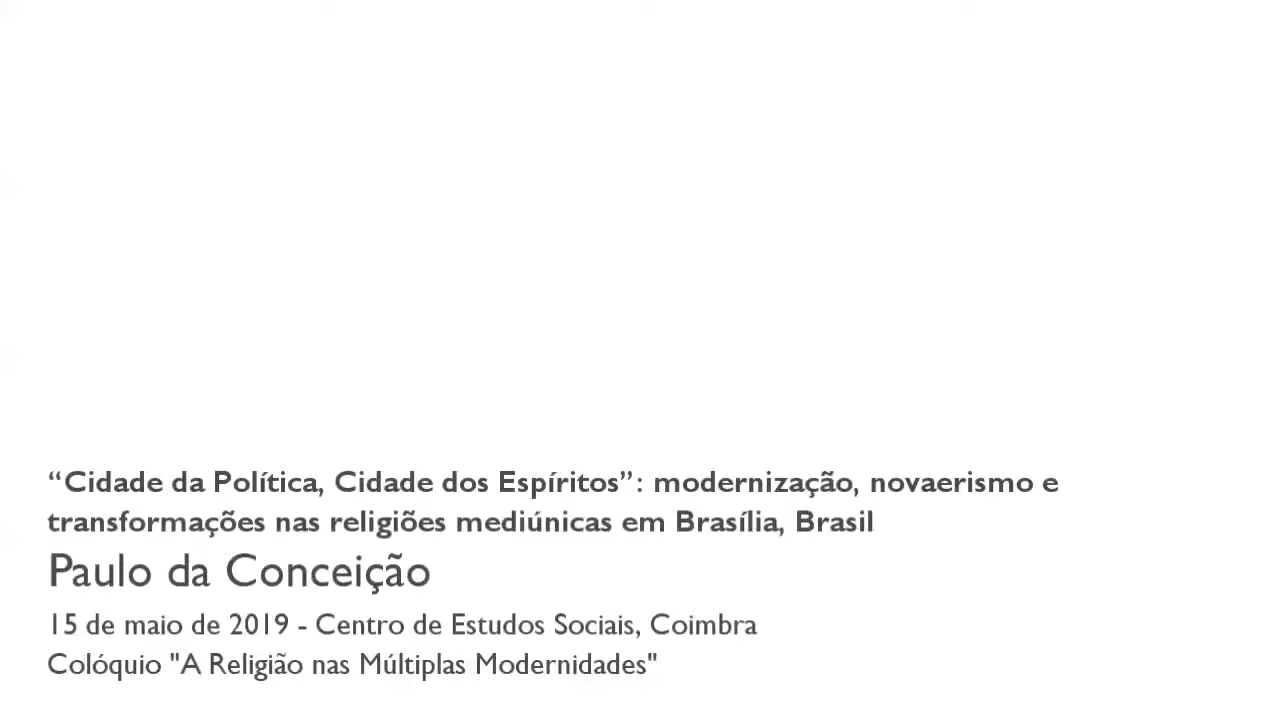 “Cidade da Política, Cidade dos Espíritos”: modernização, novaerismo e
transformações nas religiões mediúnicas em Brasília, Brasil
Paulo da Conceição
15 de maio de 2019 - Centro de Estudos Sociais, Coimbra
Colóquio "A Religião nas Múltiplas Modernidades"